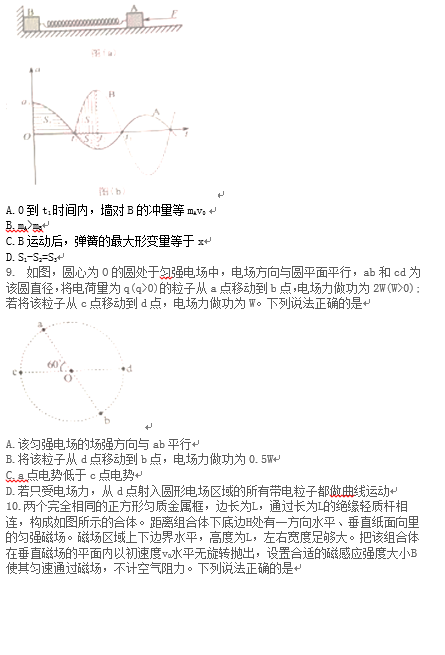 B
A
F
图(a)
a
B
A
S
S
S
O
t
t
t
图(b)
A.0到t₁时间内，墙对B的冲量等mₐv₀
B.mₐ>mB
C.B运动后，弹簧的最大形变量等于x
D.S₁-S₂=S₃
9. 如图，圆心为O的圆处于匀强电场中，电场方向与圆平面平行，ab和cd为
该圆直径，将电荷量为q(q>0)的粒子从a点移动到b点，电场力做功为2W(W>0);
若将该粒子从c点移动到d点，电场力做功为W。下列说法正确的是
a
60°
c
O
d
b
A.该匀强电场的场强方向与ab平行
B.将该粒子从d点移动到b点，电场力做功为0.5W
C.a点电势低于c点电势
D.若只受电场力，从d点射入圆形电场区域的所有带电粒子都做曲线运动
10.两个完全相同的正方形匀质金属框，边长为L，通过长为L的绝缘轻质杆相
连，构成如图所示的合体。距离组合体下底边H处有一方向水平、垂直纸面向里
的匀强磁场。磁场区域上下边界水平，高度为L，左右宽度足够大。把该组合体
在垂直磁场的平面内以初速度v₀水平无旋转抛出，设置合适的磁感应强度大小B
使其匀速通过磁场，不计空气阻力。下列说法正确的是